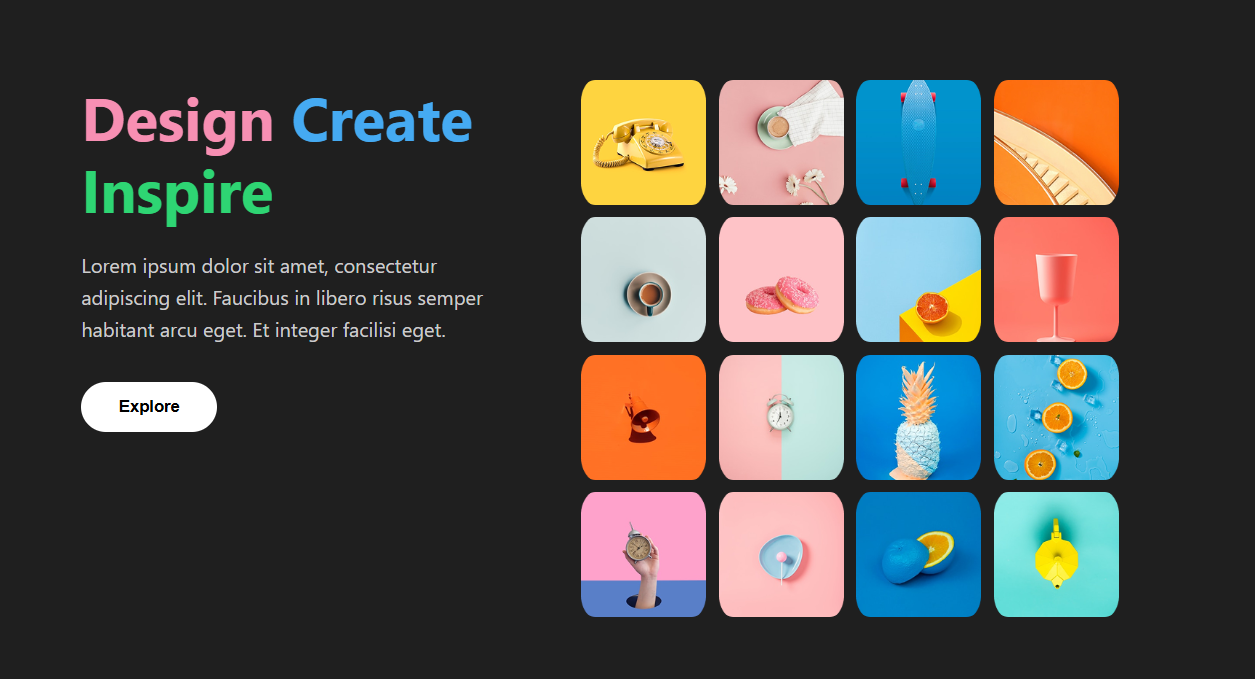 Design Create
Inspire
Lorem ipsum dolor sit amet, consectetur
adipiscing elit. Faucibus in libero risus semper
habitant arcu eget. Et integer facilisi eget.
Explore